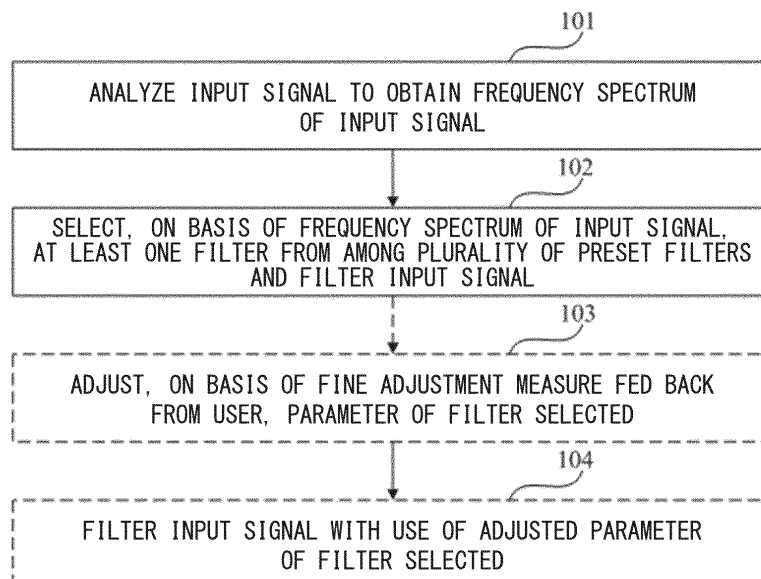 101
ANALYZE INPUT SIGNAL TO OBTAIN FREQUENCY SPECTRUM
OF INPUT SIGNAL
102
SELECT, ON BASIS OF FREQUENCY SPECTRUM OF INPUT SIGNAL,
AT LEAST ONE FILTER FROM AMONG PLURALITY OF PRESET FILTERS
AND FILTER INPUT SIGNAL
103
ADJUST, ON BASIS OF FINE ADJUSTMENT MEASURE FED BACK
FROM USER, PARAMETER OF FILTER SELECTED
104
FILTER INPUT SIGNAL WITH USE OF ADJUSTED PARAMETER
OF FILTER SELECTED